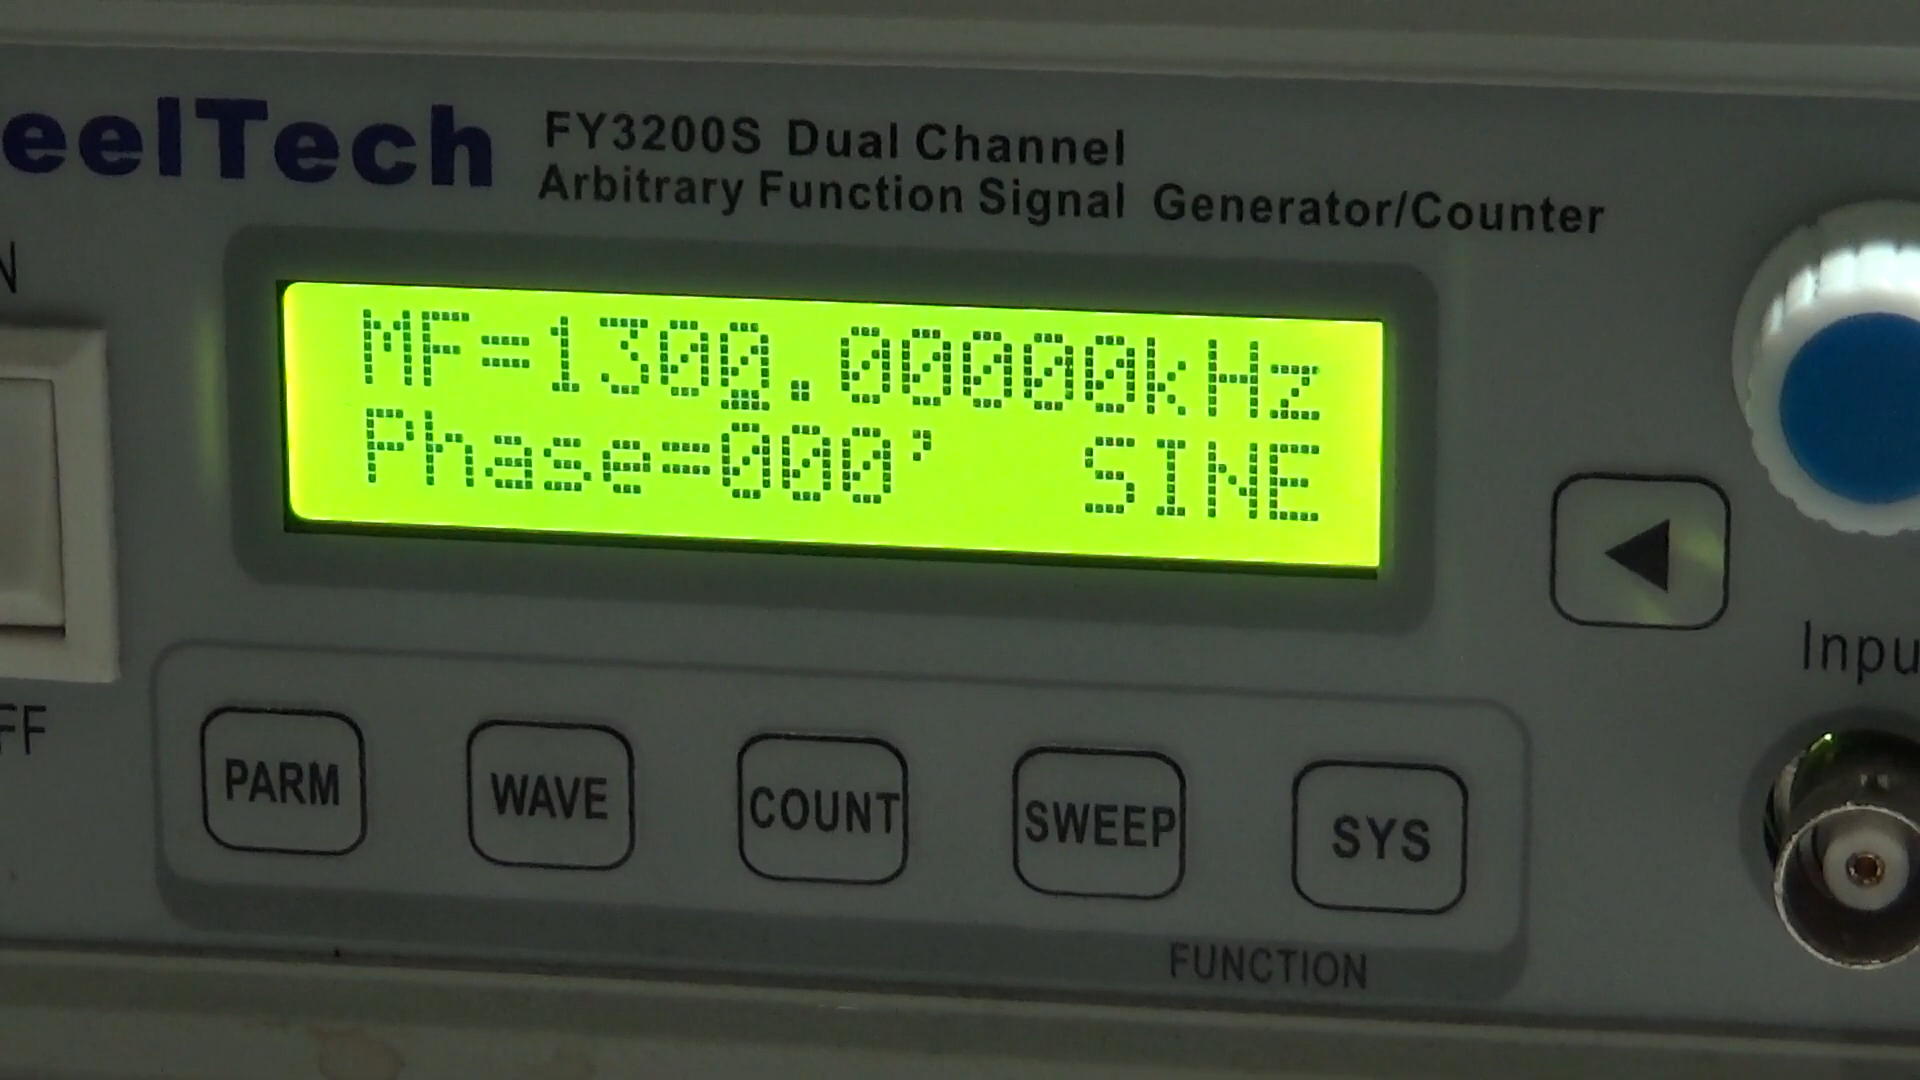 eelTech
FY3200S Dual Channel
Arbitrary Function Signal Generator/Counter
N
MF=1300.00000kHz
Phase=000’ SINE
Inpu
FF
PARM
WAVE
COUNT
SWEEP
SYS
FUNCTION